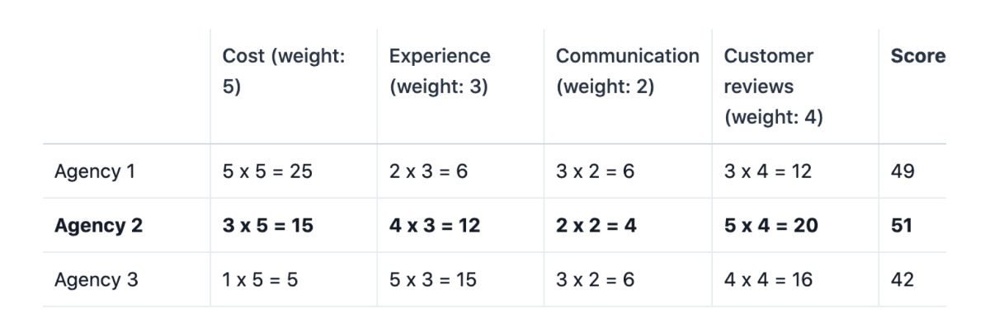 Cost (weight: 5) Experience (weight: 3) Communication (weight: 2) Customer reviews (weight: 4) Score
Agency 1 5 x 5 = 25 2 x 3 = 6 3 x 2 = 6 3 x 4 = 12 49
Agency 2 3 x 5 = 15 4 x 3 = 12 2 x 2 = 4 5 x 4 = 20 51
Agency 3 1 x 5 = 5 5 x 3 = 15 3 x 2 = 6 4 x 4 = 16 42